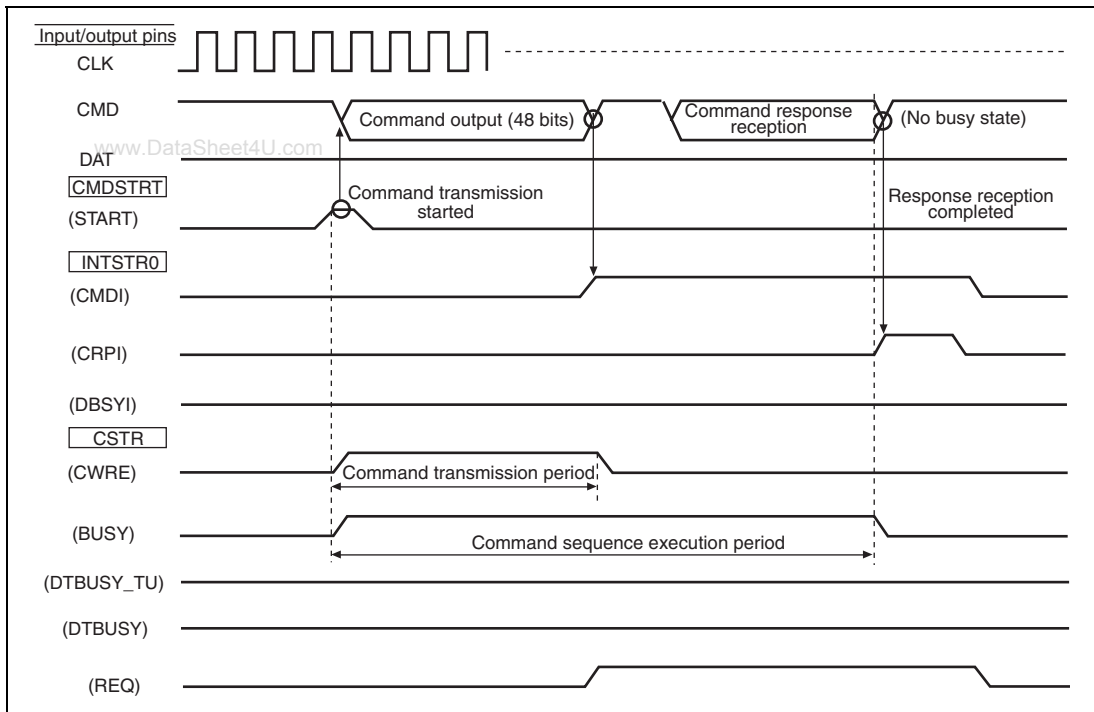 Input/output pins
CLK
CMD
Command output (48 bits)
Command response
reception
(No busy state)
www.DataSheet4U.com
DAT
CMDSTRT
(START)
Command transmission
started
Response reception
completed
INTSTR0
(CMDI)
(CRPI)
(DBSYI)
CSTR
(CWRE)
Command transmission period
(BUSY)
Command sequence execution period
(DTBUSY_TU)
(DTBUSY)
(REQ)